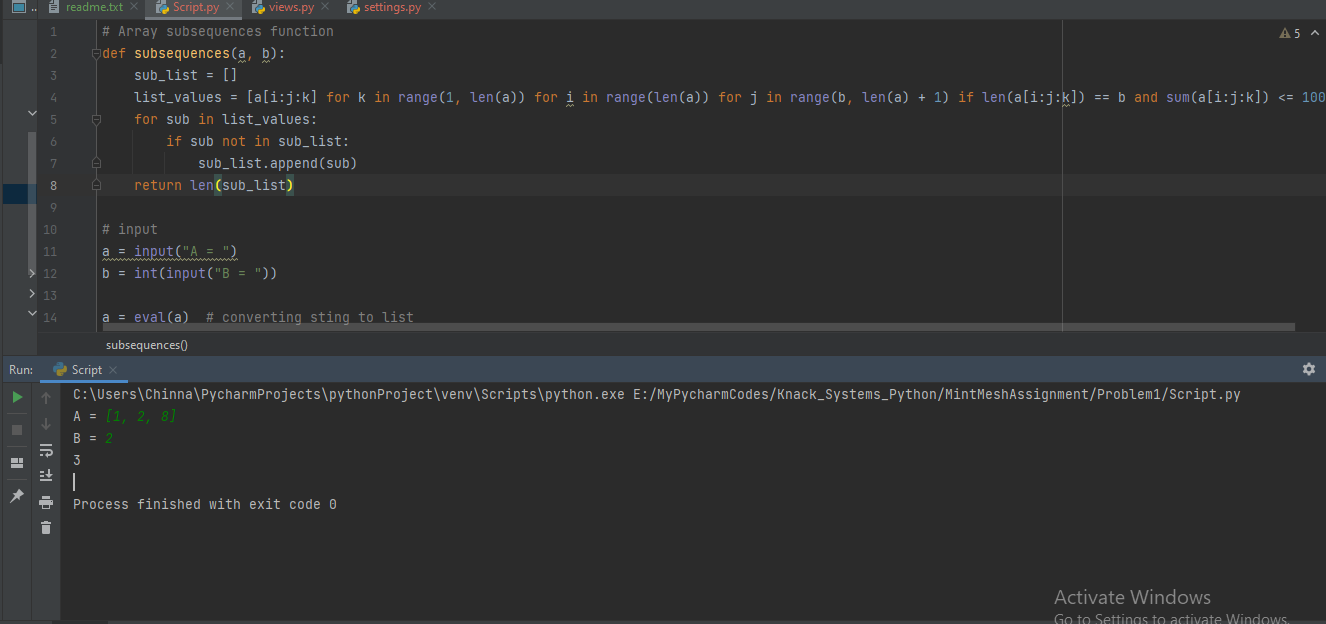 .. readme.txt Script.py views.py settings.py
1 # Array subsequences function
5
2 def subsequences(a, b):
3 sub_list = []
4 list_values = [a[i:j:k] for k in range(1, len(a)) for i in range(len(a)) for j in range(b, len(a) + 1) if len(a[i:j:k]) == b and sum(a[i:j:k]) <= 100
5 for sub in list_values:
6 if sub not in sub_list:
7 sub_list.append(sub)
8 return len(sub_list)
9
10 # input
11 a = input("A = ")
12 b = int(input("B = "))
13
14 a = eval(a)  # converting sting to list
subsequences()
Run: Script
C:\Users\Chinna\PycharmProjects\pythonProject\venv\Scripts\python.exe E:/MyPycharmCodes/Knack_Systems_Python/MintMeshAssignment/Problem1/Script.py
A = [1, 2, 8]
B = 2
3
Process finished with exit code 0
Activate Windows
Go to Settings to activate Windows.